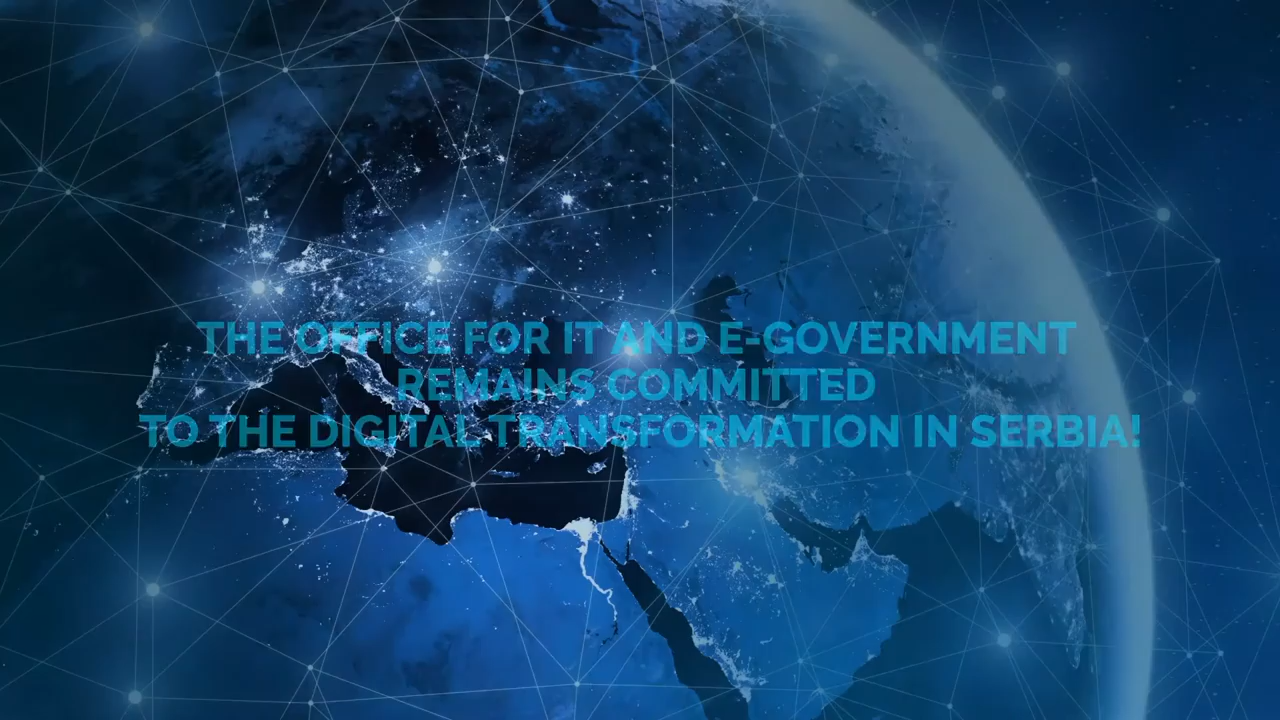 THE OFFICE FOR IT AND E-GOVERNMENT
REMAINS COMMITTED
TO THE DIGITAL TRANSFORMATION IN SERBIA!